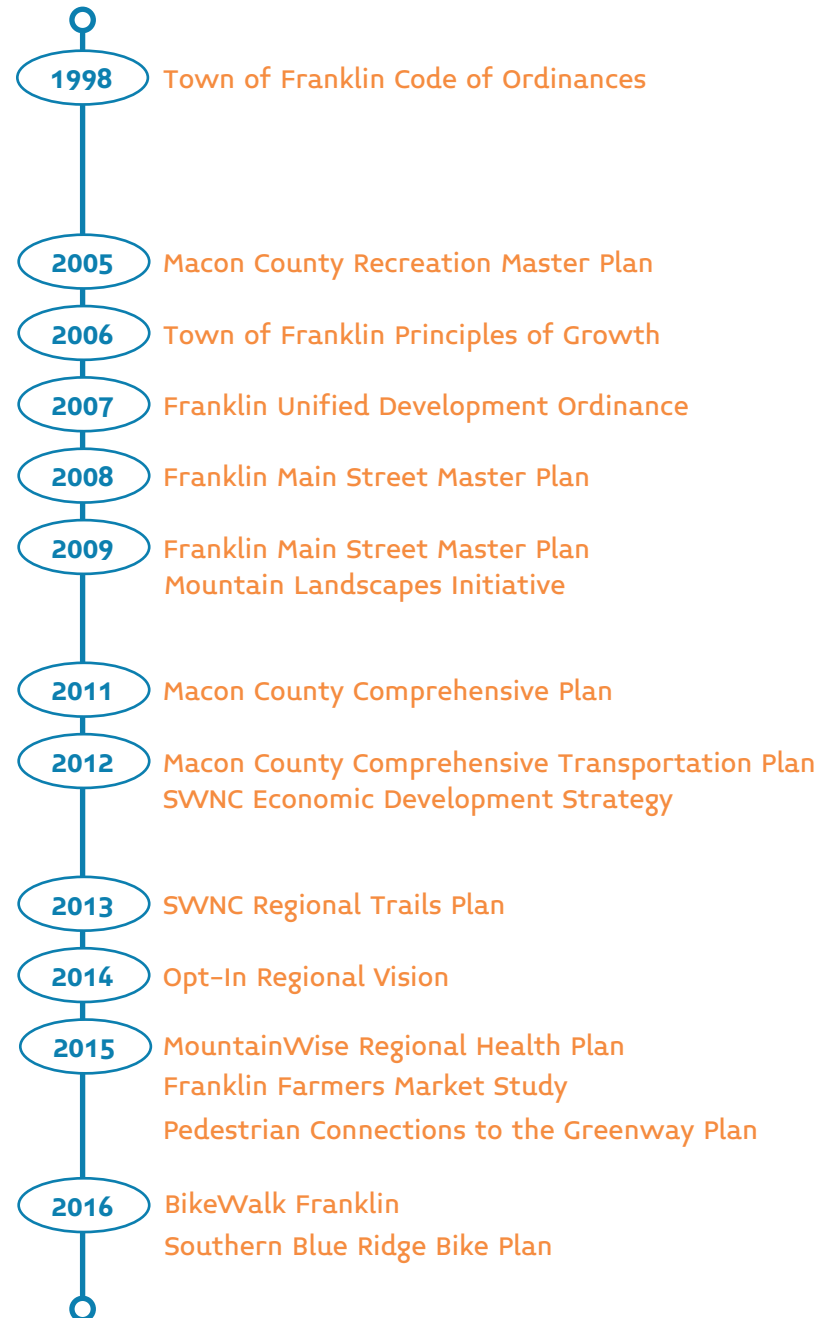 1998 Town of Franklin Code of Ordinances
2005 Macon County Recreation Master Plan
2006 Town of Franklin Principles of Growth
2007 Franklin Unified Development Ordinance
2008 Franklin Main Street Master Plan
2009 Franklin Main Street Master Plan
Mountain Landscapes Initiative
2011 Macon County Comprehensive Plan
2012 Macon County Comprehensive Transportation Plan
SWNC Economic Development Strategy
2013 SWNC Regional Trails Plan
2014 Opt-In Regional Vision
2015 MountainWise Regional Health Plan
Franklin Farmers Market Study
Pedestrian Connections to the Greenway Plan
2016 BikeWalk Franklin
Southern Blue Ridge Bike Plan